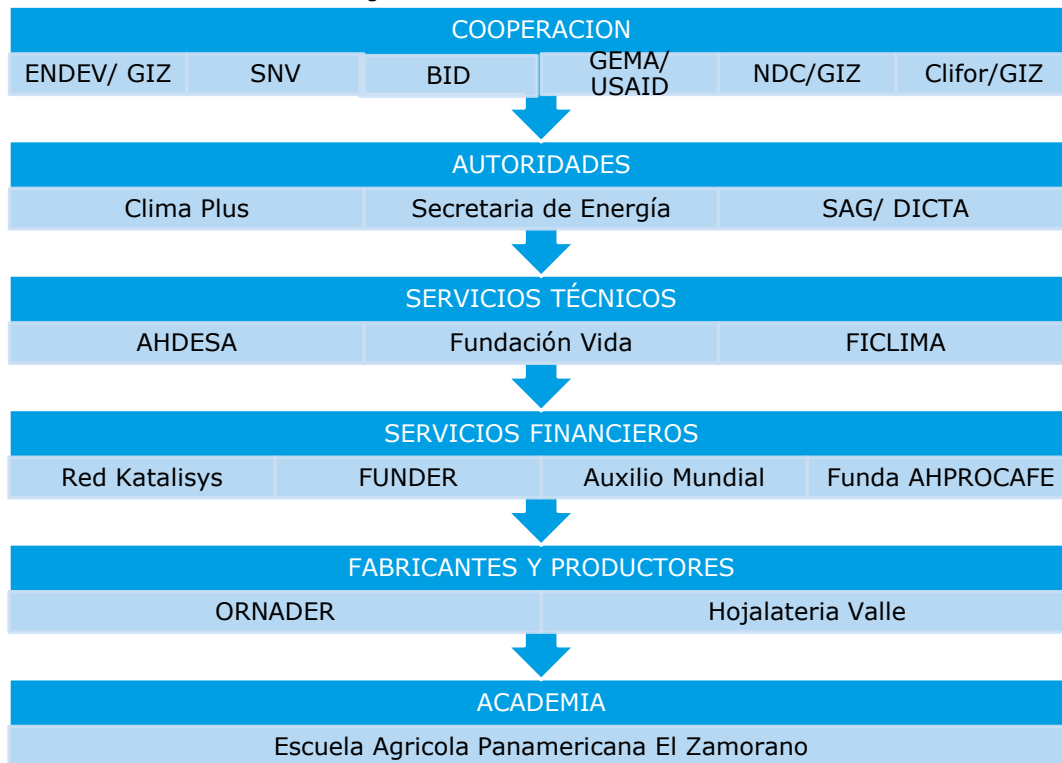 COOPERACION
ENDEV/ GIZ SNV BID GEMA/ USAID NDC/GIZ Clifor/GIZ
AUTORIDADES
Clima Plus Secretaria de Energía SAG/ DICTA
SERVICIOS TÉCNICOS
AHDESA Fundación Vida FICLIMA
SERVICIOS FINANCIEROS
Red Katalisys FUNDER Auxilio Mundial Funda AHPROCAFE
FABRICANTES Y PRODUCTORES
ORNADER Hojalateria Valle
ACADEMIA
Escuela Agricola Panamericana El Zamorano